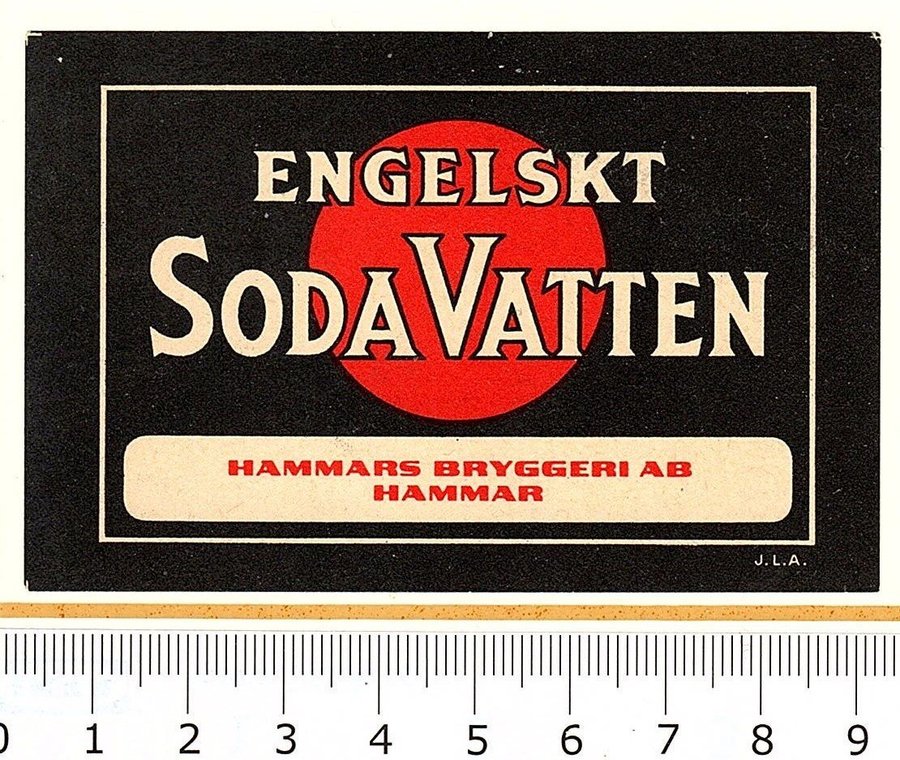 ENGELSKT
SODAVATTEN
HAMMARS BRYGGERI AB
HAMMAR
J.L.A.
0 1 2 3 4 5 6 7 8 9